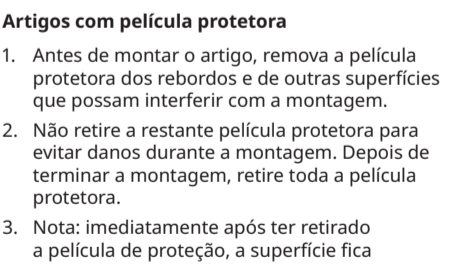 Artigos com película protetora
1. Antes de montar o artigo, remova a película
protetora dos rebordos e de outras superfícies
que possam interferir com a montagem.
2. Não retire a restante película protetora para
evitar danos durante a montagem. Depois de
terminar a montagem, retire toda a película
protetora.
3. Nota: imediatamente após ter retirado
a película de proteção, a superfície fica